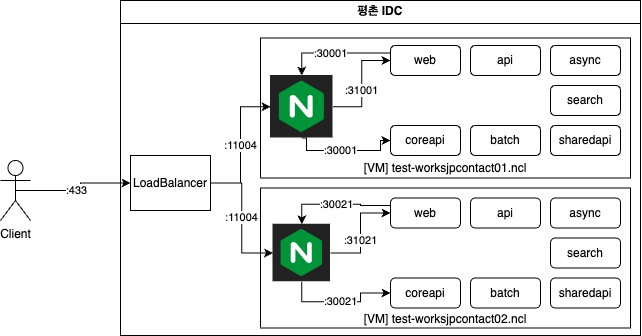 평촌 IDC
:30001
web
api
async
:31001
search
:11004
:30001
coreapi
batch
sharedapi
[VM] test-worksjpcontact01.ncl
:433
LoadBalancer
Client
:11004
:30021
web
api
async
:31021
search
:30021
coreapi
batch
sharedapi
[VM] test-worksjpcontact02.ncl